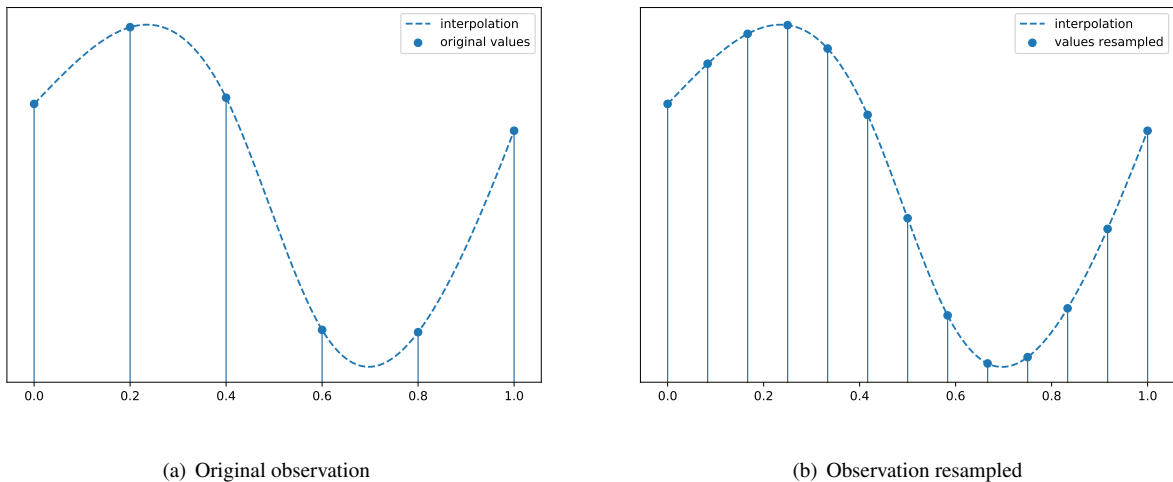 interpolation
original values
0.0 0.2 0.4 0.6 0.8 1.0
(a) Original observation
interpolation
values resampled
0.0 0.2 0.4 0.6 0.8 1.0
(b) Observation resampled